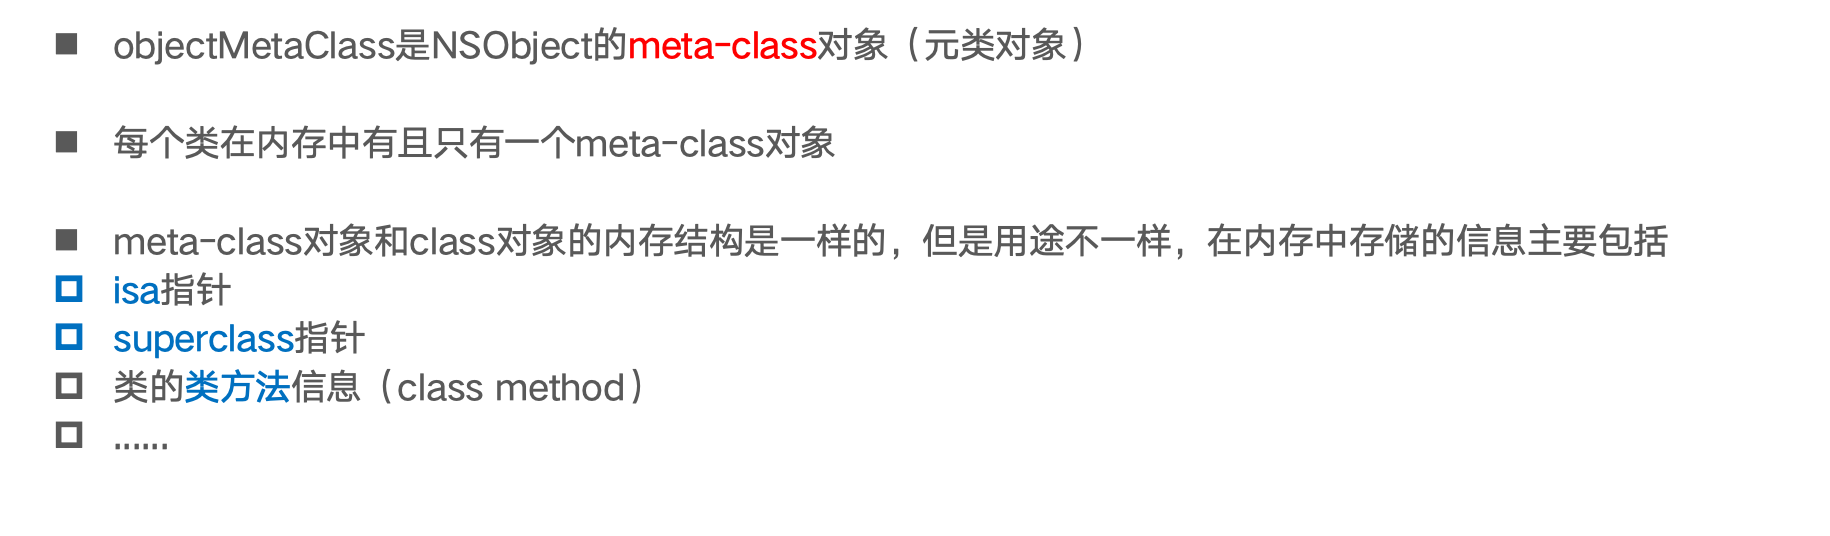 objectMetaClass是NSObject的meta-class对象（元类对象）
每个类在内存中有且只有一个meta-class对象
meta-class对象和class对象的内存结构是一样的，但是用途不一样，在内存中存储的信息主要包括
isa指针
superclass指针
类的类方法信息（class method）
......